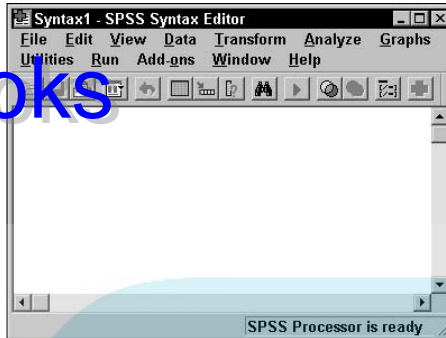 Syntax1 - SPSS Syntax Editor
File Edit View Data Transform Analyze Graphs
Utilities Run Add-ons Window Help
oks
SPSS Processor is ready